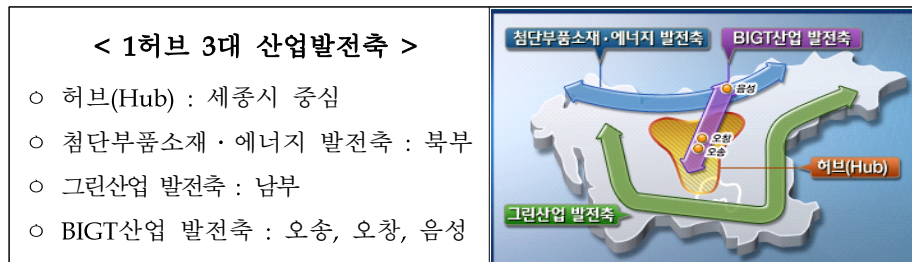 < 1허브 3대 산업발전축 >
○ 허브(Hub) : 세종시 중심
○ 첨단부품소재·에너지 발전축 : 북부
○ 그린산업 발전축 : 남부
○ BIGT산업 발전축 : 오송, 오창, 음성
첨단부품소재·에너지 발전축
BIGT산업 발전축
음성
오창
오송
허브(Hub)
그린산업 발전축